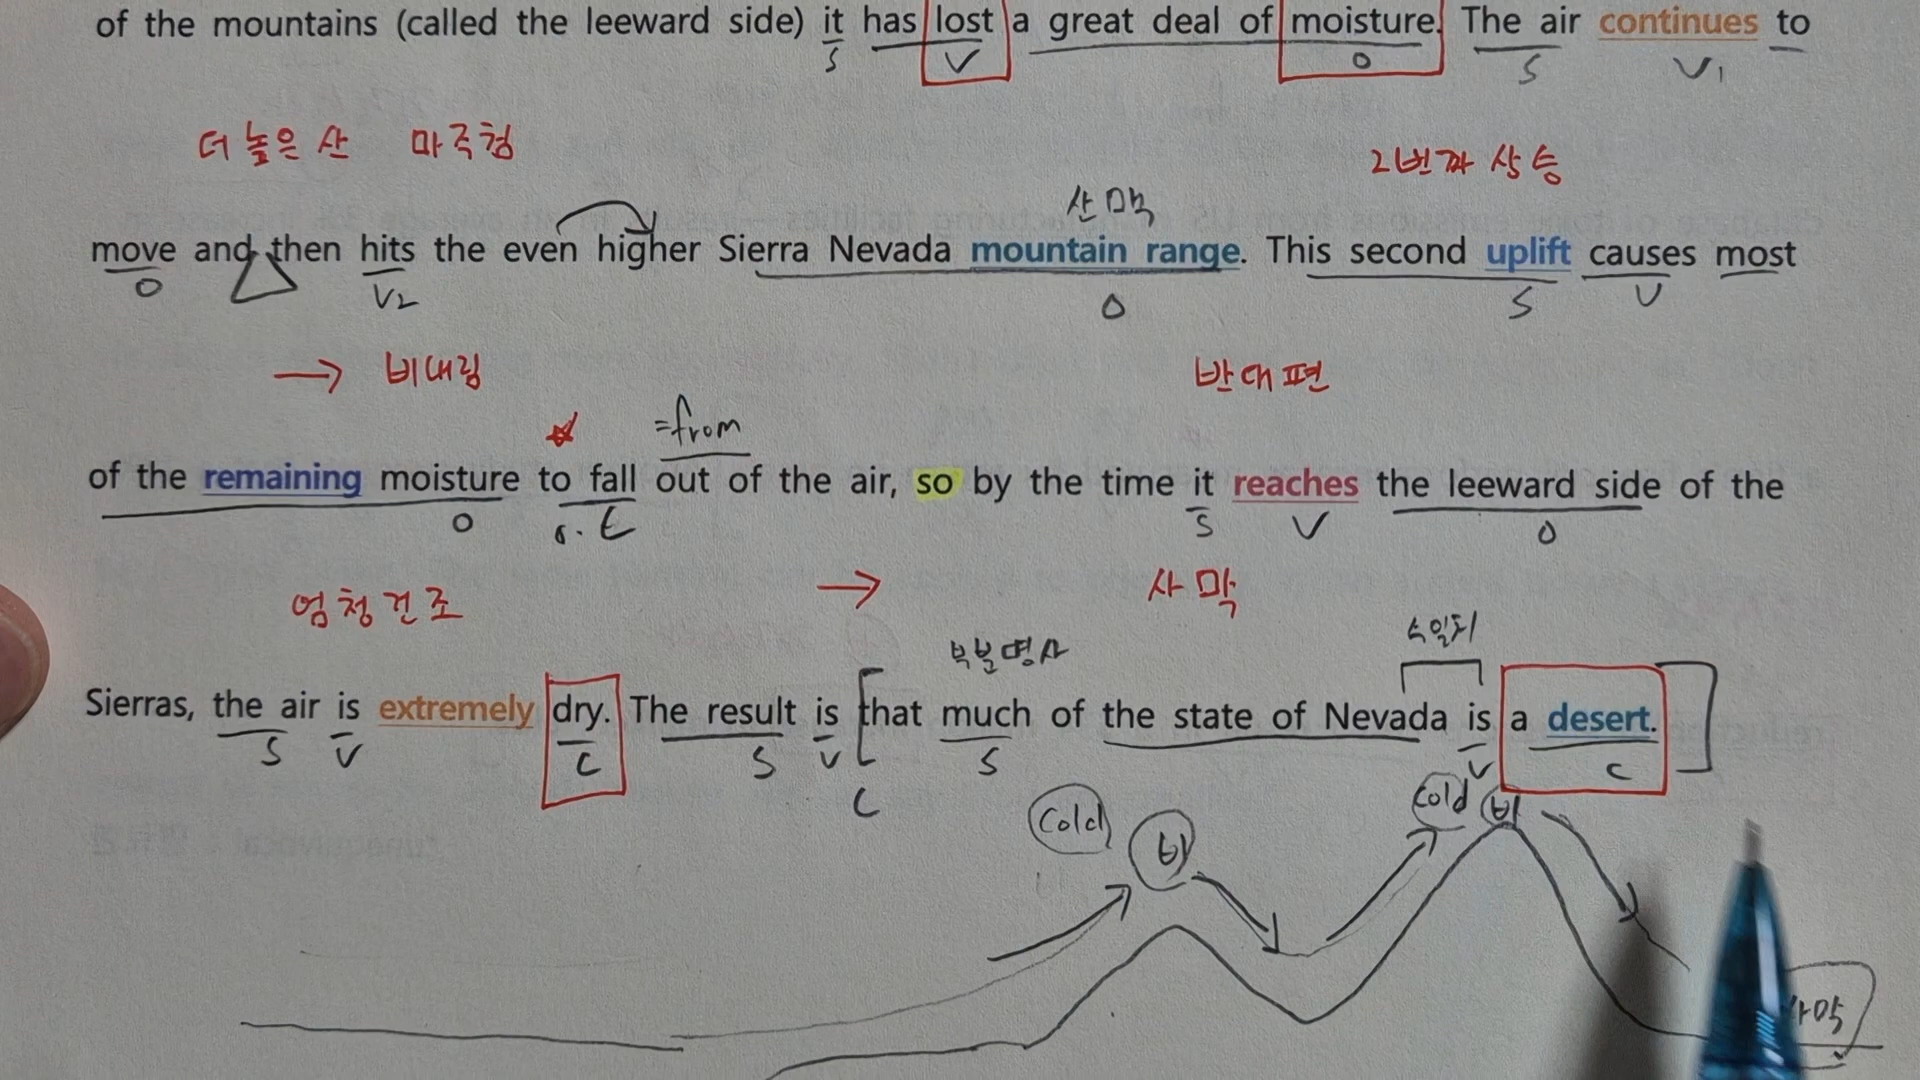 of the mountains (called the leeward side) it has lost a great deal of moisture. The air continues to
S V O S V1
더 높은 산 마주침
2번째 상승
산맥
move and then hits the even higher Sierra Nevada mountain range. This second uplift causes most
O V2 O S V
→ 비내림
반대편
=from
of the remaining moisture to fall out of the air, so by the time it reaches the leeward side of the
O o.c S V O
엄청 건조
→ 사막
부분명사
수일치
Sierras, the air is extremely dry. The result is that much of the state of Nevada is a desert.
S V C S V C S V C
Cold 비 Cold 비
사막